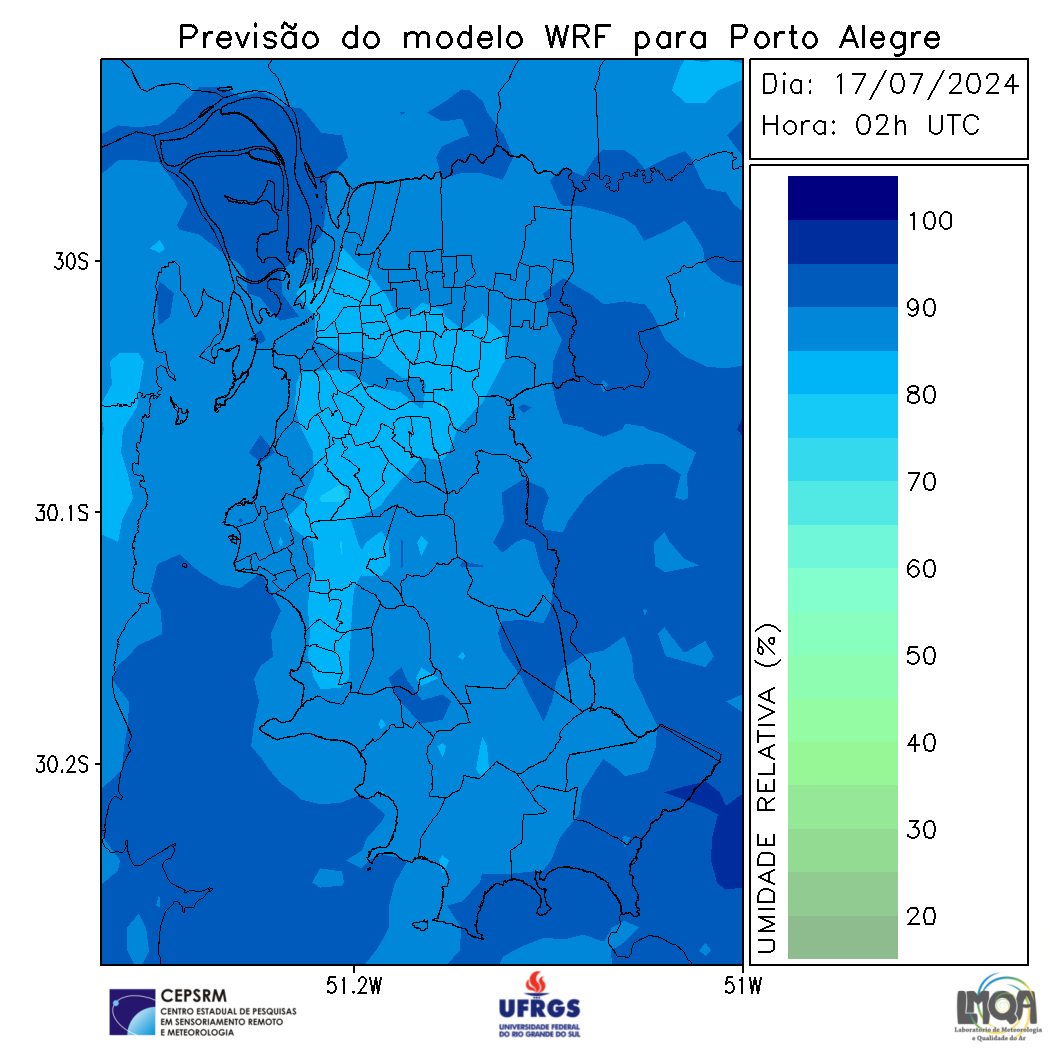 Previsão do modelo WRF para Porto Alegre
Dia: 17/07/2024
Hora: 02h UTC
30S
30.1S
30.2S
51.2W
51W
UMIDADE RELATIVA (%)
100
90
80
70
60
50
40
30
20
CEPSRM
CENTRO ESTADUAL DE PESQUISAS
EM SENSORIAMENTO REMOTO
E METEOROLOGIA
UFRGS
UNIVERSIDADE FEDERAL
DO RIO GRANDE DO SUL
LMQA
Laboratório de Meteorologia
e Qualidade do Ar